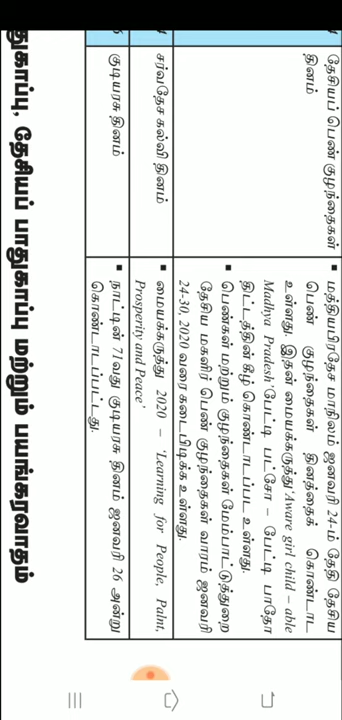 தேசியப் பெண் குழந்தைகள்
தினம்
▪ மத்தியபிரதேச மாநிலம் ஜனவரி 24-ம் தேதி தேசிய
பெண் குழந்தைகள் தினத்தைக் கொண்டாட
உள்ளது. இதன் மையக்கருத்து 'Aware girl child – able
Madhya Pradesh' பேட்டி பட்சோ – பேட்டி பாதோ
திட்டத்தின் கீழ் கொண்டாடப்பட உள்ளது.
▪ பெண்கள் மற்றும் குழந்தைகள் மேம்பாட்டுத்துறை
தேசிய மகளிர் பெண் குழந்தைகள் வாரம் ஜனவரி
24-30, 2020 வரை கடைபிடிக்க உள்ளது.
சர்வதேச கல்வி தினம்
▪ மையக்கருத்து 2020 – 'Learning for People, Palnt,
Prosperity and Peace'
குடியரசு தினம்
▪ நாட்டின் 71வது குடியரசு தினம் ஜனவரி 26 அன்று
கொண்டாடப்பட்டது.
துகாப்பு, தேசியப் பாதுகாப்பு மற்றும் பயங்கரவாதம்